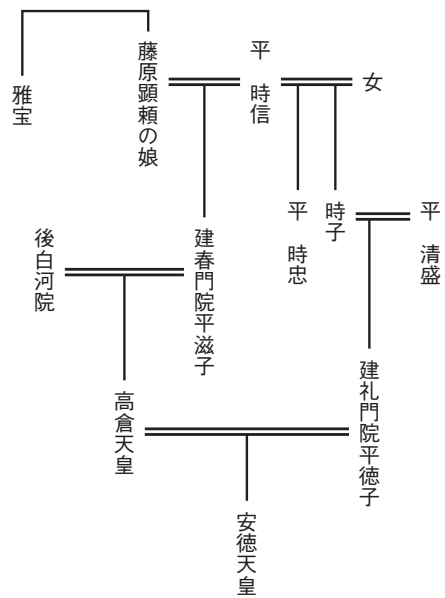 女
平 時信
藤原顕頼の娘
雅宝
平 清盛
時子
平 時忠
建春門院平滋子
後白河院
建礼門院平徳子
高倉天皇
安徳天皇